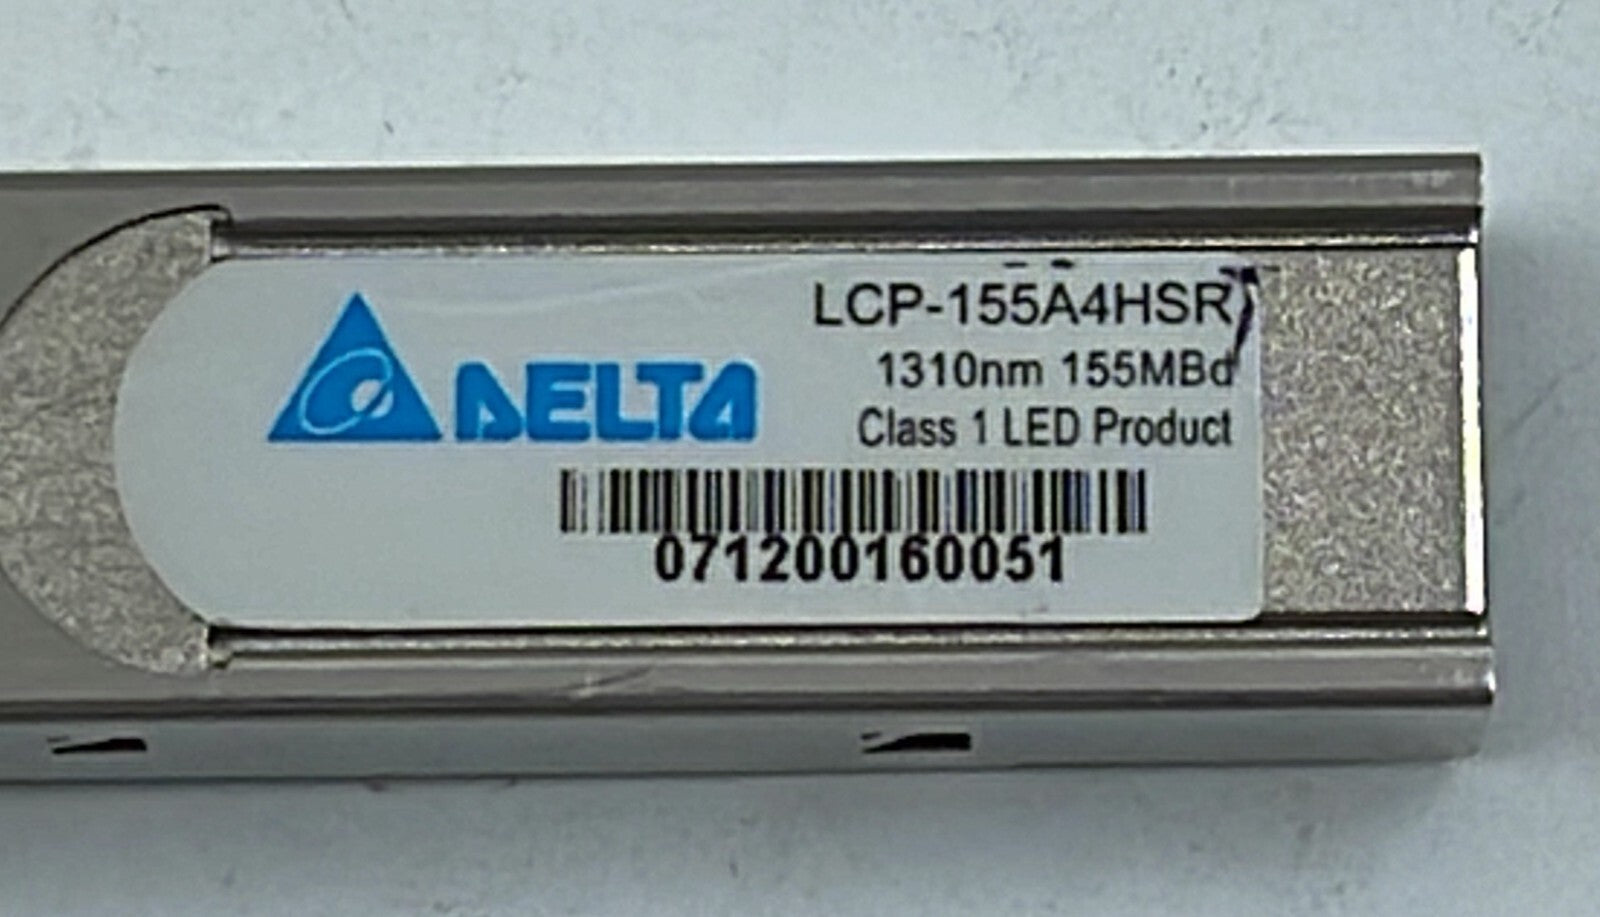 DELTA
LCP-155A4HSR
1310nm 155MBd
Class 1 LED Product
071200160051